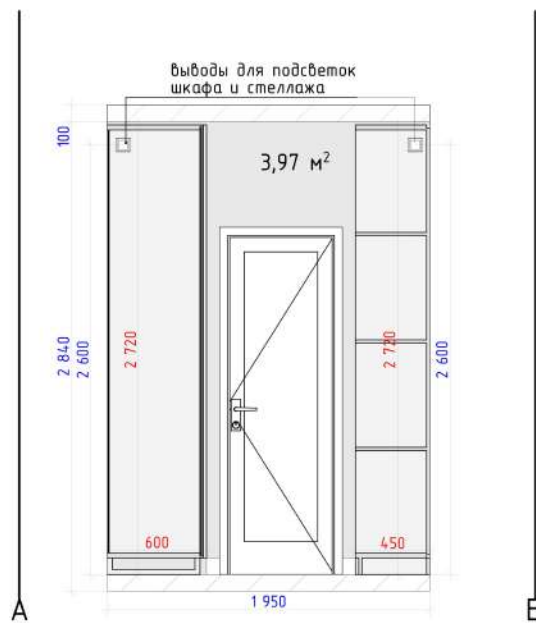 выводы для подсветок
шкафа и стеллажа
100
3,97 м²
2 840
2 600
2 720
2 720
2 600
600
450
1 950
А